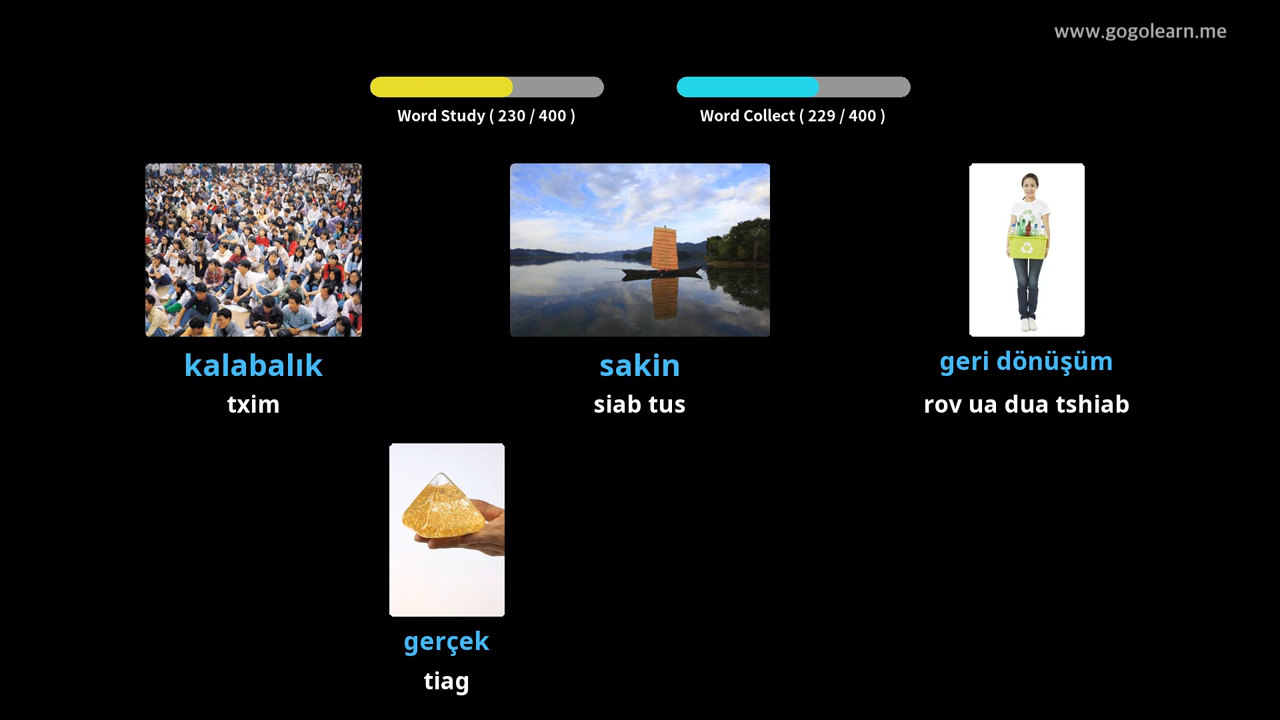 www.gogolearn.me
Word Study ( 230 / 400 )
Word Collect ( 229 / 400 )
kalabalık
txim
sakin
siab tus
geri dönüşüm
rov ua dua tshiab
gerçek
tiag